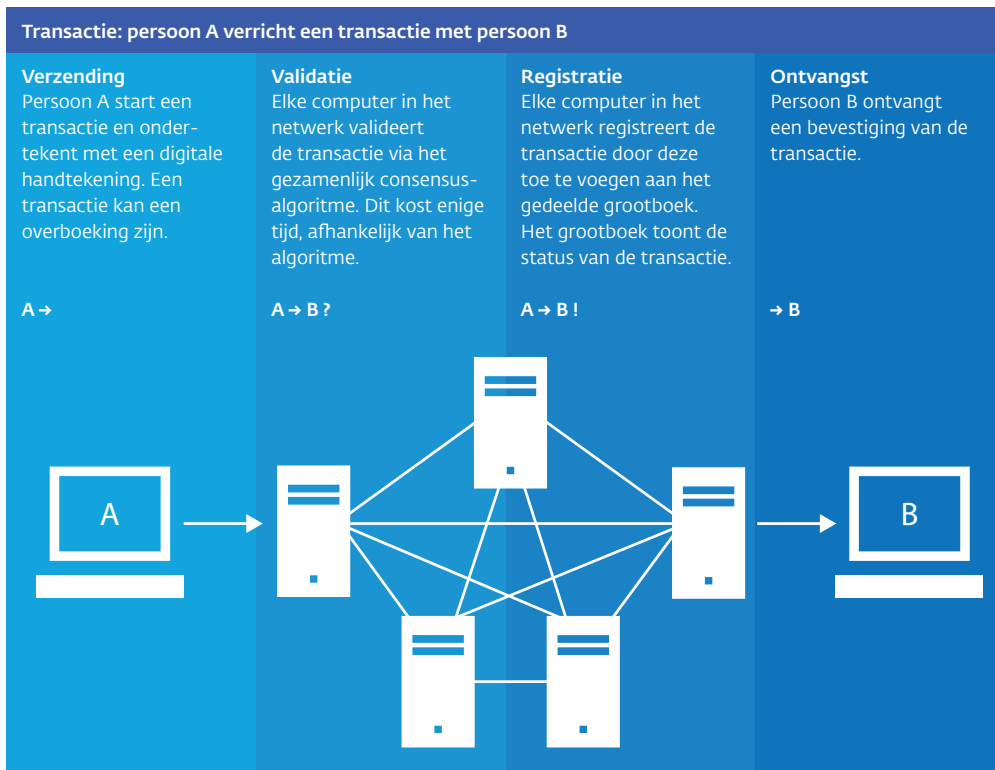 Transactie: persoon A verricht een transactie met persoon B
Verzending
Persoon A start een
transactie en onder-
tekent met een digitale
handtekening. Een
transactie kan een
overboeking zijn.
A →
Validatie
Elke computer in het
netwerk valideert
de transactie via het
gezamenlijk consensus-
algoritme. Dit kost enige
tijd, afhankelijk van het
algoritme.
A → B ?
Registratie
Elke computer in het
netwerk registreert de
transactie door deze
toe te voegen aan het
gedeelde grootboek.
Het grootboek toont de
status van de transactie.
A → B !
Ontvangst
Persoon B ontvangt
een bevestiging van de
transactie.
→ B
A
B